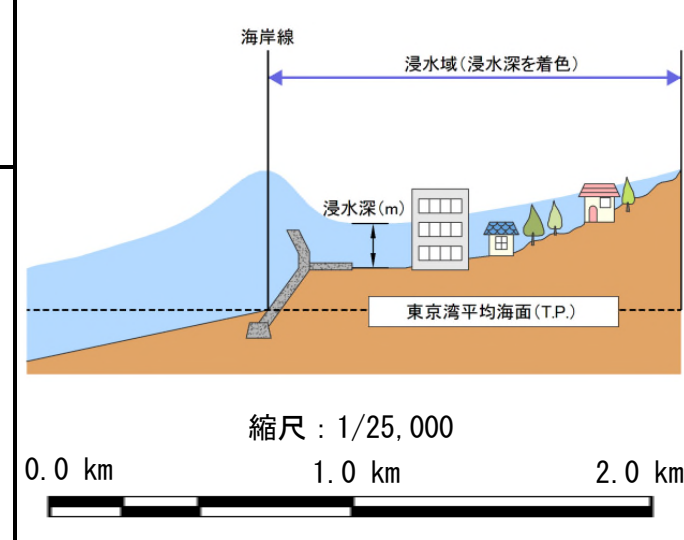 海岸線
浸水域(浸水深を着色)
浸水深(m)
東京湾平均海面(T.P.)
縮尺：1/25,000
0.0 km 1.0 km 2.0 km